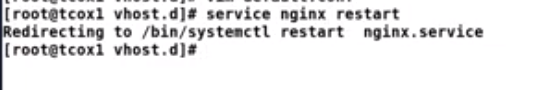 [root@tcox1 vhost.d]# service nginx restart
Redirecting to /bin/systemctl restart  nginx.service
[root@tcox1 vhost.d]#